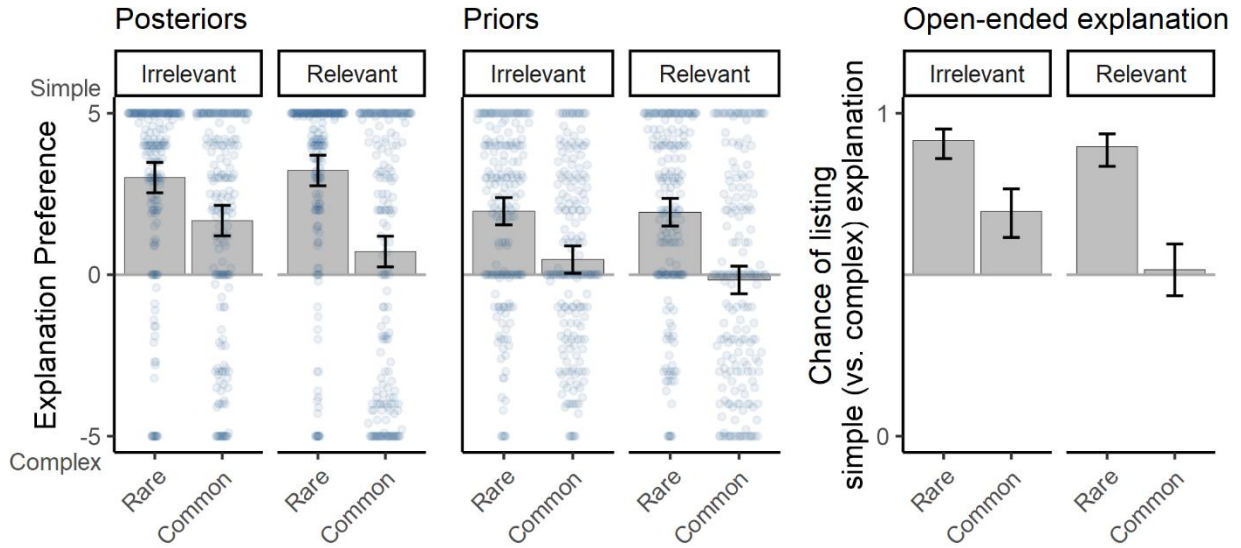 Posteriors
Priors
Open-ended explanation
Irrelevant
Relevant
Irrelevant
Relevant
Irrelevant
Relevant
Simple
5
0
-5
Complex
Explanation Preference
Rare
Common
Rare
Common
Rare
Common
Rare
Common
Chance of listing
simple (vs. complex) explanation
1
0
Rare
Common
Rare
Common